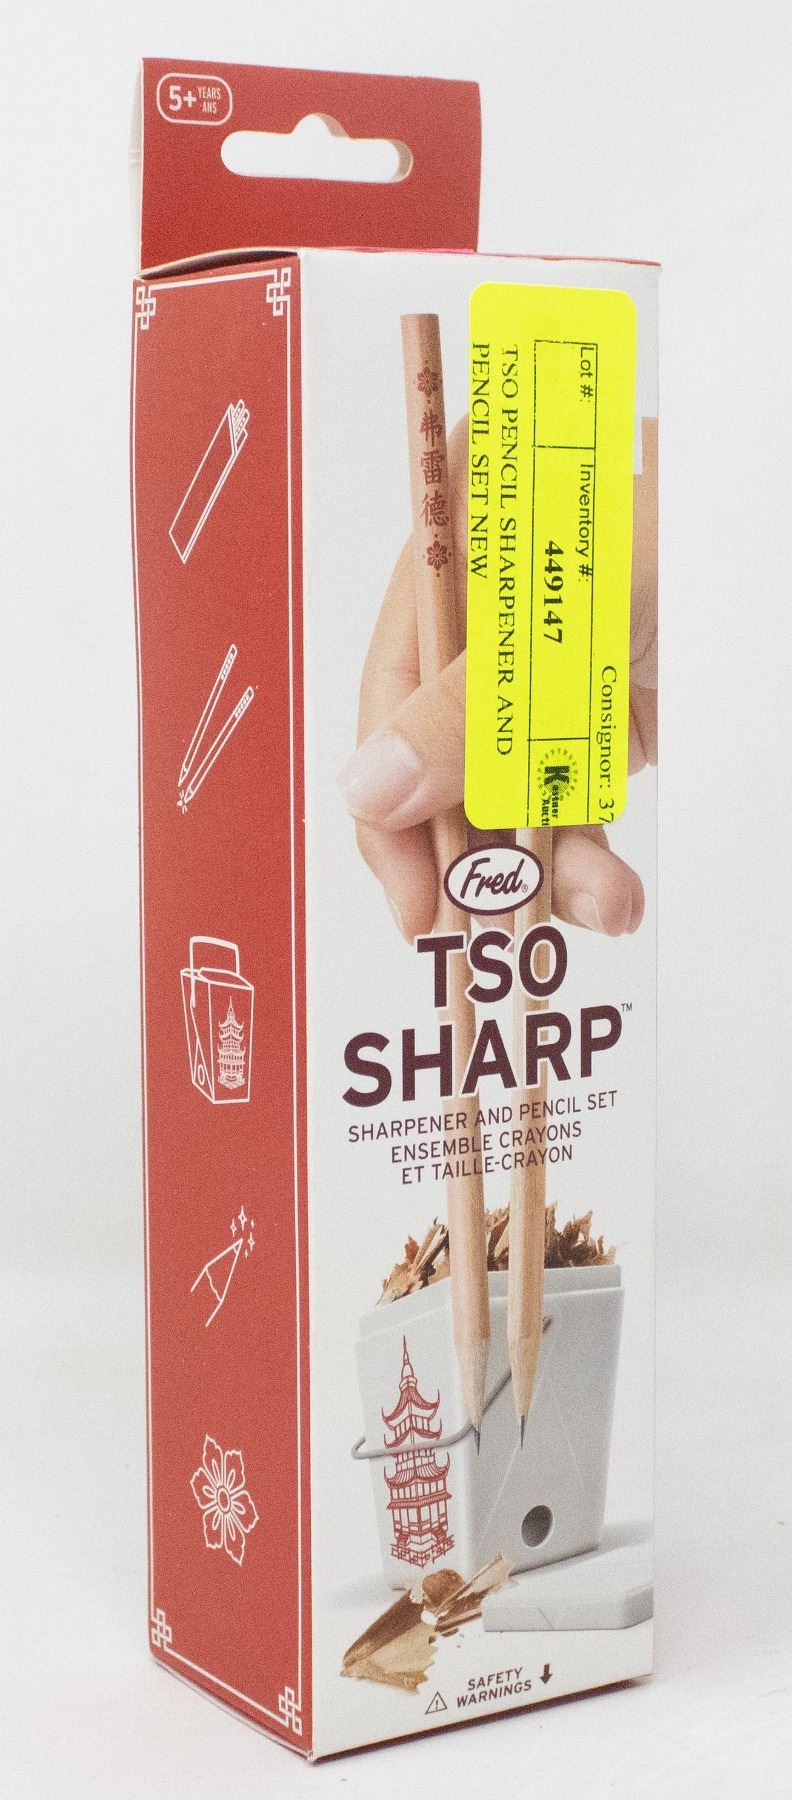 5+ YEARS
ANS
弗雷德
Lot #:
Inventory #:
449147
Consignor: 37
TSO PENCIL SHARPENER AND
PENCIL SET NEW
Kastner
Fred®
TSO
SHARP™
SHARPENER AND PENCIL SET
ENSEMBLE CRAYONS
ET TAILLE-CRAYON
SAFETY
WARNINGS